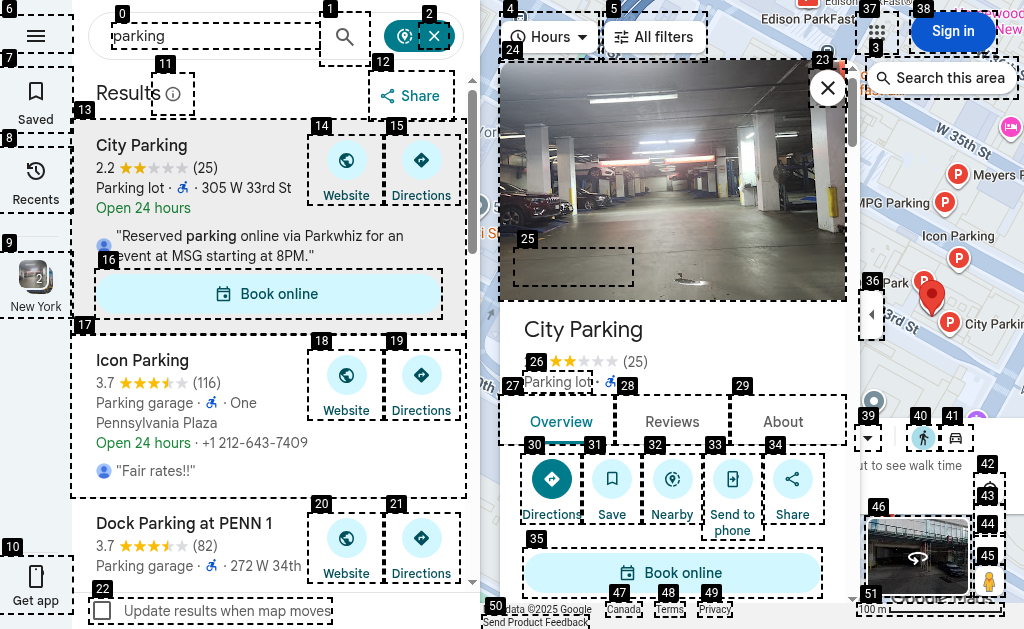 parking
Results
Share
Saved
Recents
2
New York
Get app
City Parking
2.2 (25)
Parking lot · · 305 W 33rd St
Open 24 hours
"Reserved parking online via Parkwhiz for an event at MSG starting at 8PM."
Website
Directions
Book online
Icon Parking
3.7 (116)
Parking garage · · One
Pennsylvania Plaza
Open 24 hours · +1 212-643-7409
"Fair rates!!"
Website
Directions
Dock Parking at PENN 1
3.7 (82)
Parking garage · · 272 W 34th
Website
Directions
Update results when map moves
Hours
All filters
City Parking
(25)
Parking lot ·
Overview
Reviews
About
Directions
Save
Nearby
Send to
phone
Share
Book online
data ©2025 Google
Canada
Terms
Privacy
Send Product Feedback
100 m
Edison ParkFast
Sign in
Search this area
W 35th St
Meyers P
MPG Parking
Icon Parking
Park
3rd St
City Parkin
ut to see walk time
0
1
2
3
4
5
6
7
8
9
10
11
12
13
14
15
16
17
18
19
20
21
22
23
24
25
26
27
28
29
30
31
32
33
34
35
36
37
38
39
40
41
42
43
44
45
46
47
48
49
50
51